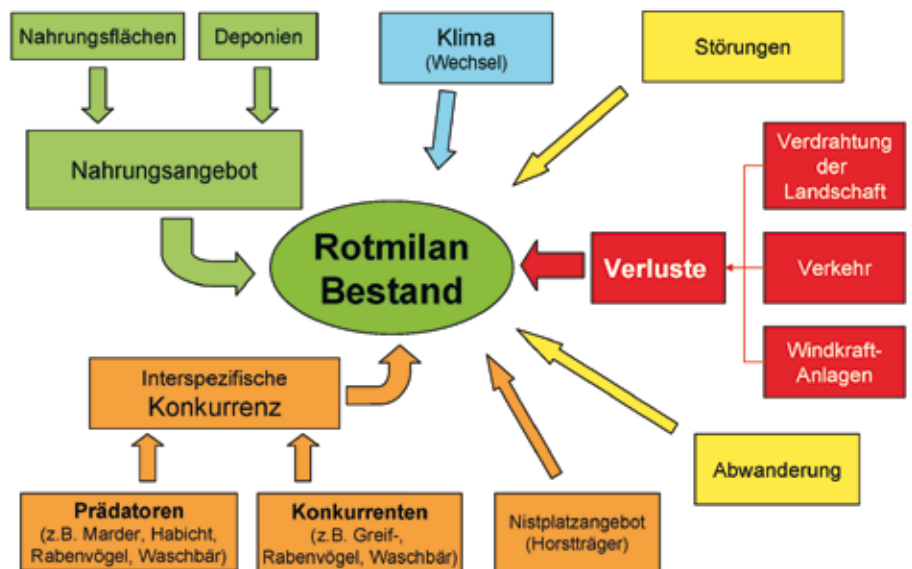 Nahrungsflächen
Deponien
Klima
(Wechsel)
Störungen
Nahrungsangebot
Verdrahtung
der
Landschaft
Rotmilan
Bestand
Verluste
Verkehr
Windkraft-
Anlagen
Interspezifische
Konkurrenz
Abwanderung
Prädatoren
(z.B. Marder, Habicht,
Rabenvögel, Waschbär)
Konkurrenten
(z.B. Greif-,
Rabenvögel, Waschbär)
Nistplatzangebot
(Horstträger)